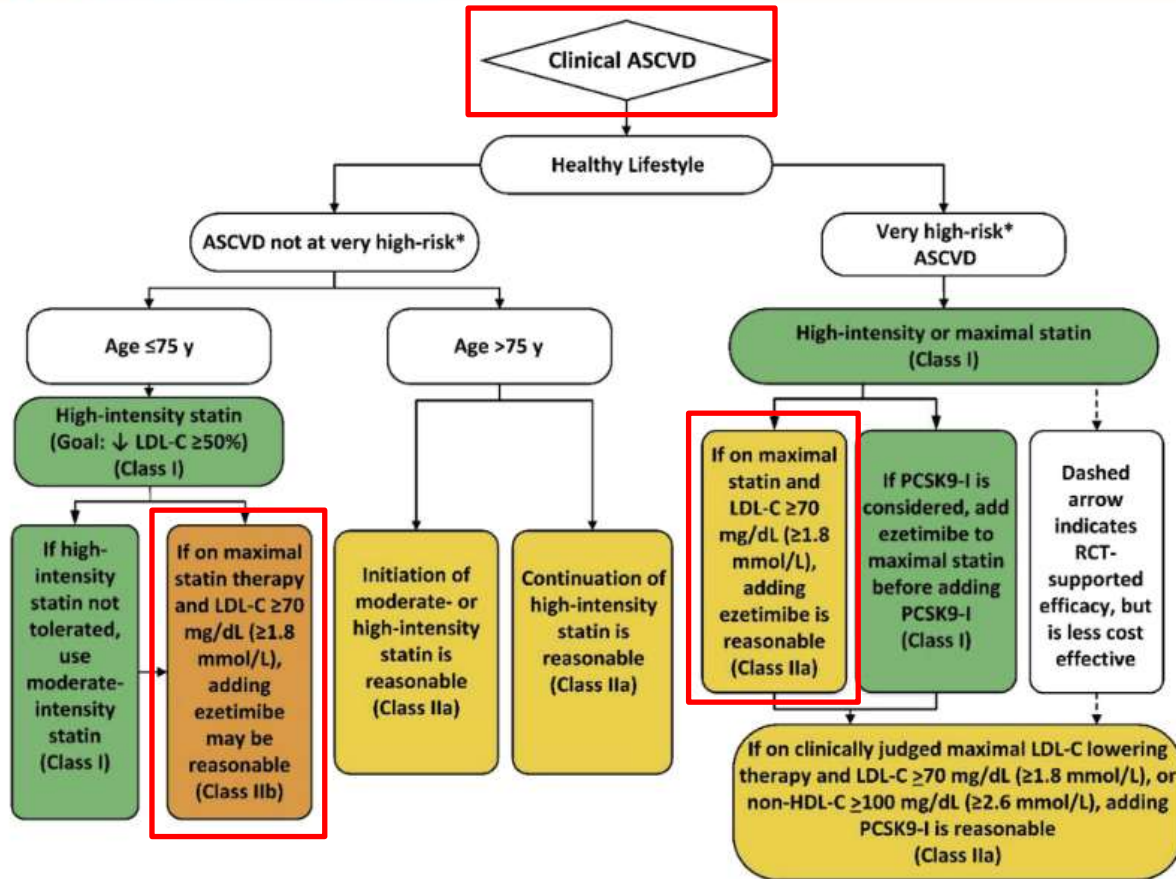 Clinical ASCVD
Healthy Lifestyle
ASCVD not at very high-risk*
Very high-risk*
ASCVD
Age ≤75 y
Age >75 y
High-intensity or maximal statin
(Class I)
High-intensity statin
(Goal: ↓ LDL-C ≥50%)
(Class I)
If high-
intensity
statin not
tolerated,
use
moderate-
intensity
statin
(Class I)
If on maximal
statin therapy
and LDL-C ≥70
mg/dL (≥1.8
mmol/L),
adding
ezetimibe
may be
reasonable
(Class IIb)
Initiation of
moderate- or
high-intensity
statin is
reasonable
(Class IIa)
Continuation of
high-intensity
statin is
reasonable
(Class IIa)
If on maximal
statin and
LDL-C ≥70
mg/dL (≥1.8
mmol/L),
adding
ezetimibe is
reasonable
(Class IIa)
If PCSK9-I is
considered, add
ezetimibe to
maximal statin
before adding
PCSK9-I
(Class I)
Dashed
arrow
indicates
RCT-
supported
efficacy, but
is less cost
effective
If on clinically judged maximal LDL-C lowering
therapy and LDL-C ≥70 mg/dL (≥1.8 mmol/L), or
non-HDL-C ≥100 mg/dL (≥2.6 mmol/L), adding
PCSK9-I is reasonable
(Class IIa)